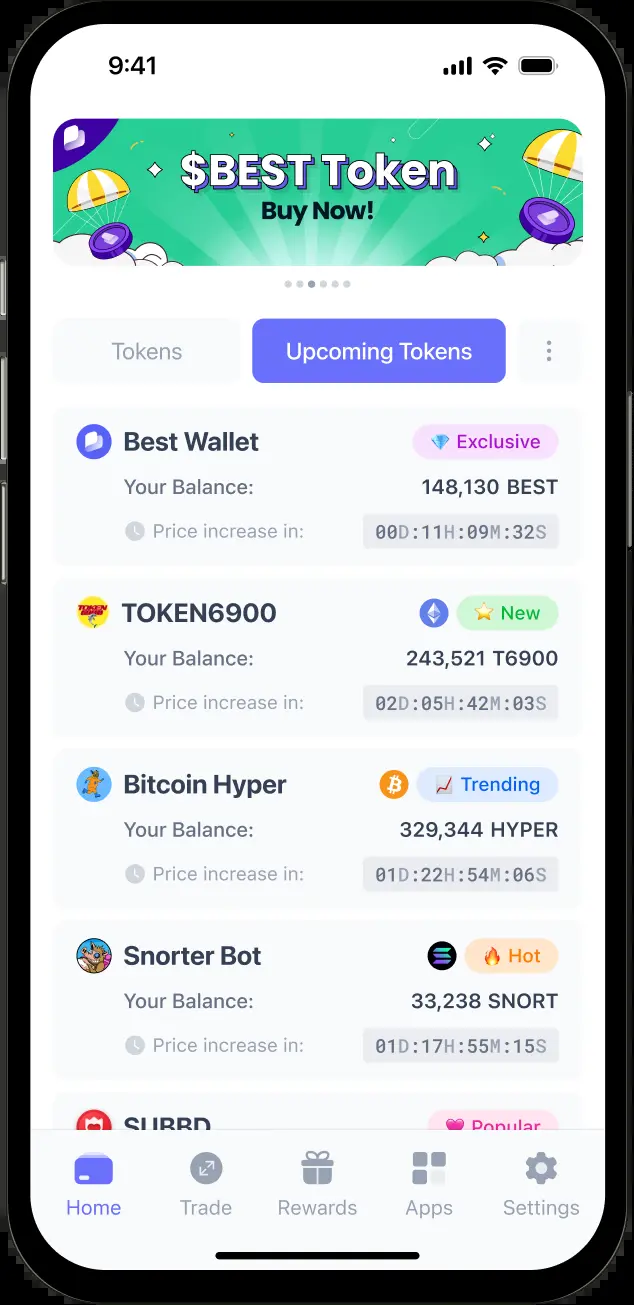 9:41
$BEST Token
Buy Now!
Tokens
Upcoming Tokens
Best Wallet
💎 Exclusive
Your Balance:
148,130 BEST
Price increase in:
00D:11H:09M:32S
TOKEN6900
⭐ New
Your Balance:
243,521 T6900
Price increase in:
02D:05H:42M:03S
Bitcoin Hyper
📈 Trending
Your Balance:
329,344 HYPER
Price increase in:
01D:22H:54M:06S
Snorter Bot
🔥 Hot
Your Balance:
33,238 SNORT
Price increase in:
01D:17H:55M:15S
SUBBD
💗 Popular
Home
Trade
Rewards
Apps
Settings